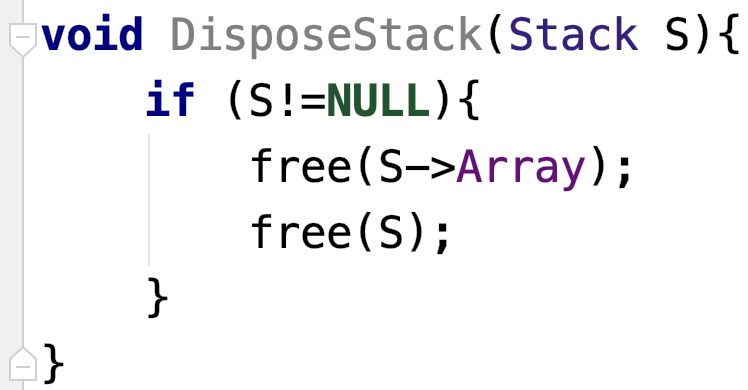 void DisposeStack(Stack S){
    if (S!=NULL){
        free(S->Array);
        free(S);
    }
}